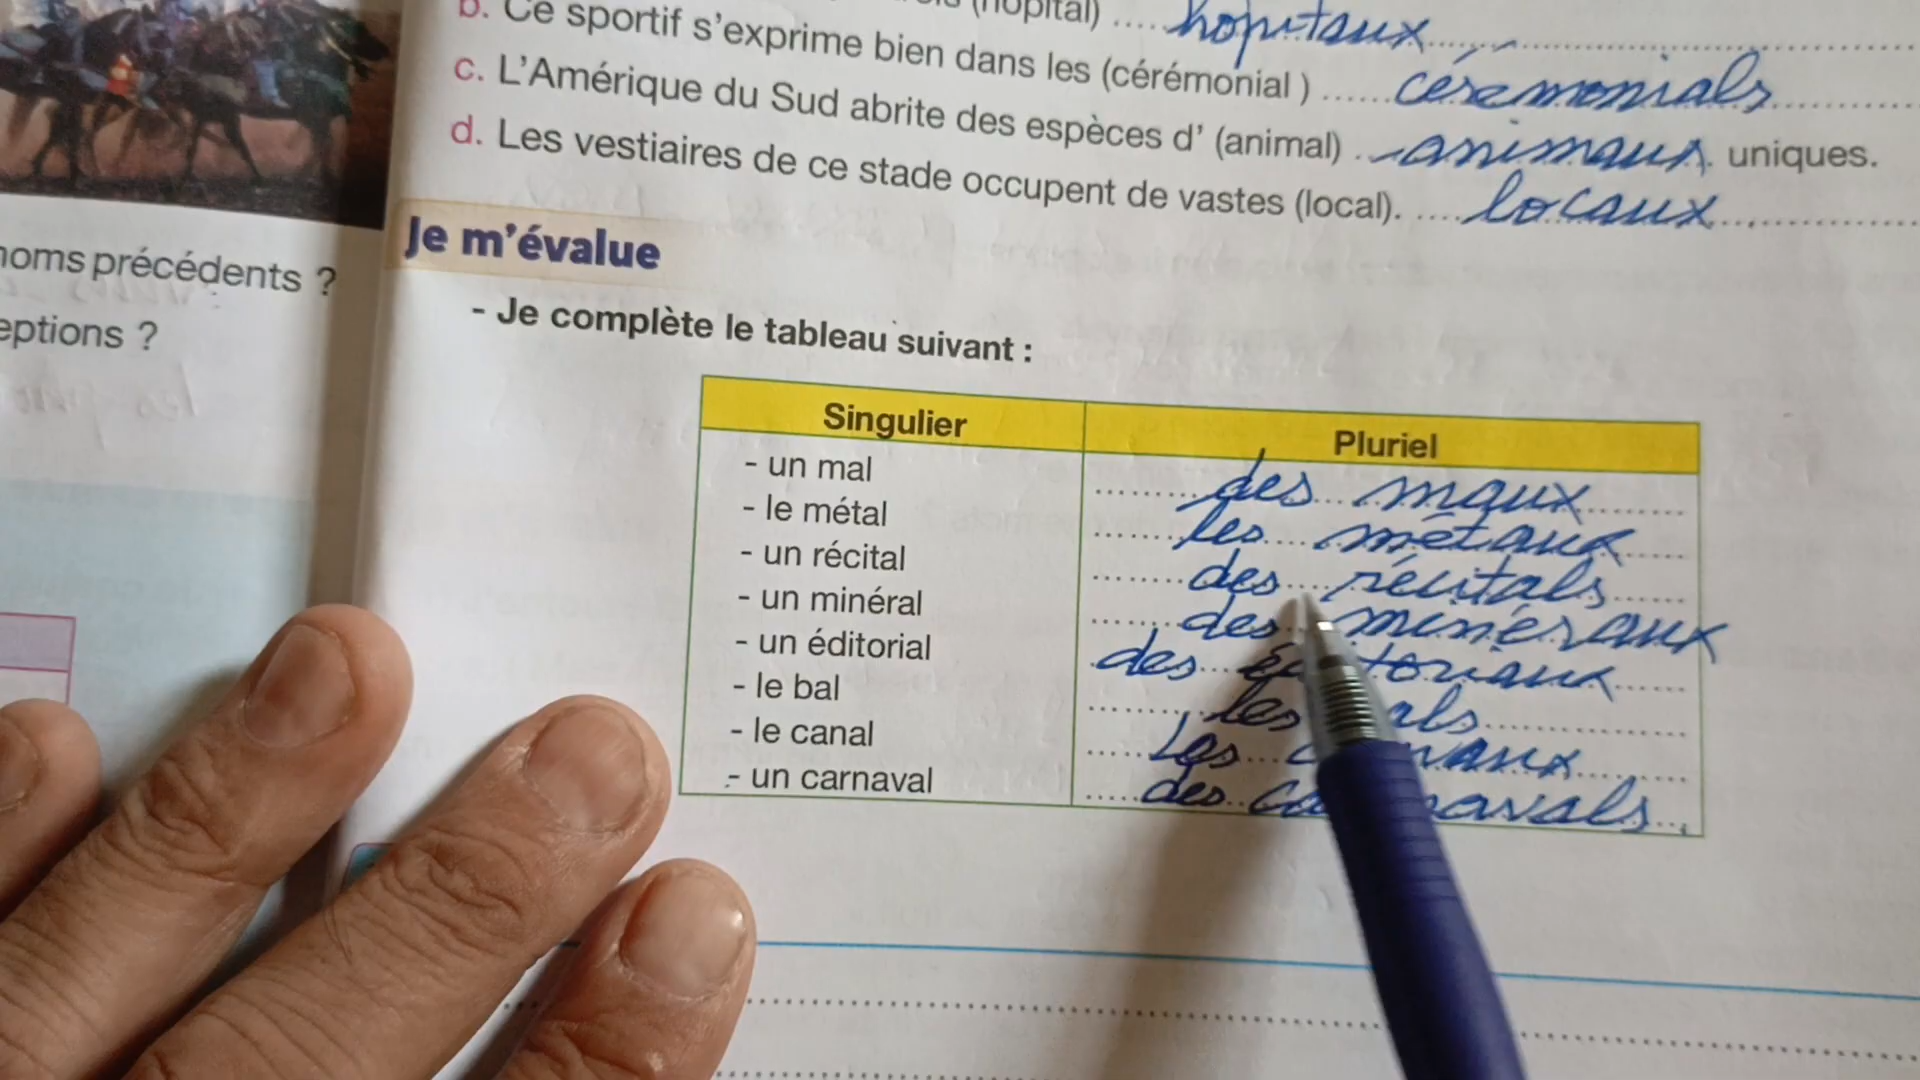 (hôpital) ..... hôpitaux
b. Ce sportif s'exprime bien dans les (cérémonial ) ...... cérémonials
c. L'Amérique du Sud abrite des espèces d' (animal) ... animaux. uniques.
d. Les vestiaires de ce stade occupent de vastes (local). .... locaux
noms précédents ?
eptions ?
Je m'évalue
- Je complète le tableau suivant :
Singulier Pluriel
- un mal des maux
- le métal les métaux
- un récital des récitals
- un minéral des minéraux
- un éditorial des
- le bal les
- le canal Les
- un carnaval des